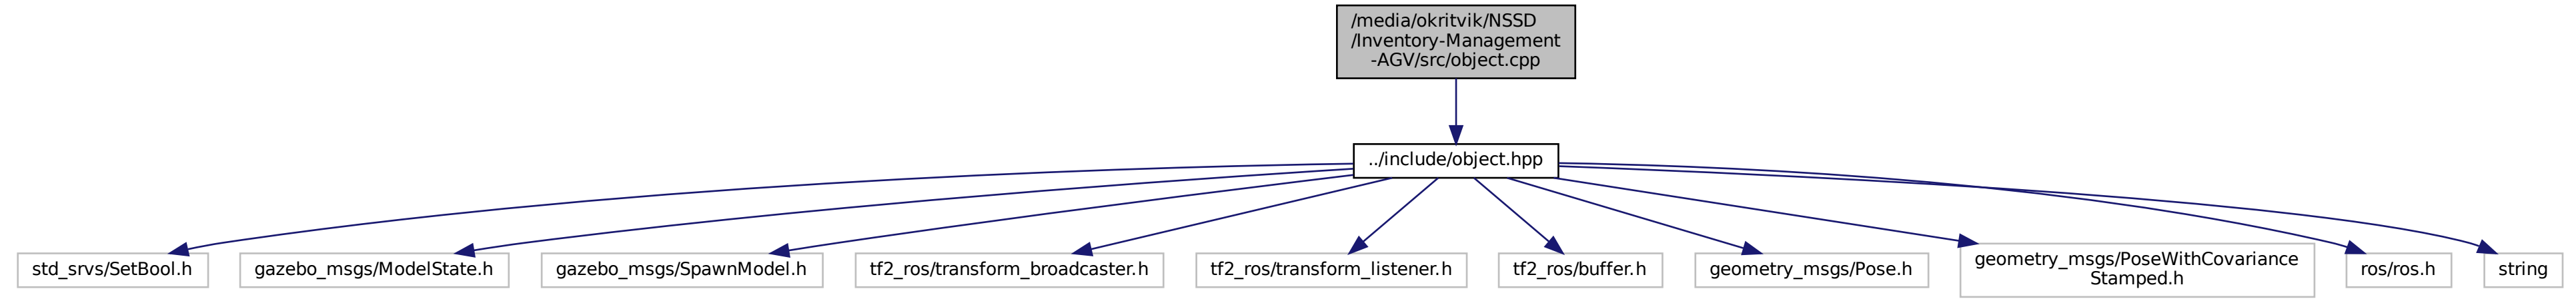 /media/okritvik/NSSD
/Inventory-Management
-AGV/src/object.cpp
../include/object.hpp
std_srvs/SetBool.h
gazebo_msgs/ModelState.h
gazebo_msgs/SpawnModel.h
tf2_ros/transform_broadcaster.h
tf2_ros/transform_listener.h
tf2_ros/buffer.h
geometry_msgs/Pose.h
geometry_msgs/PoseWithCovariance
Stamped.h
ros/ros.h
string